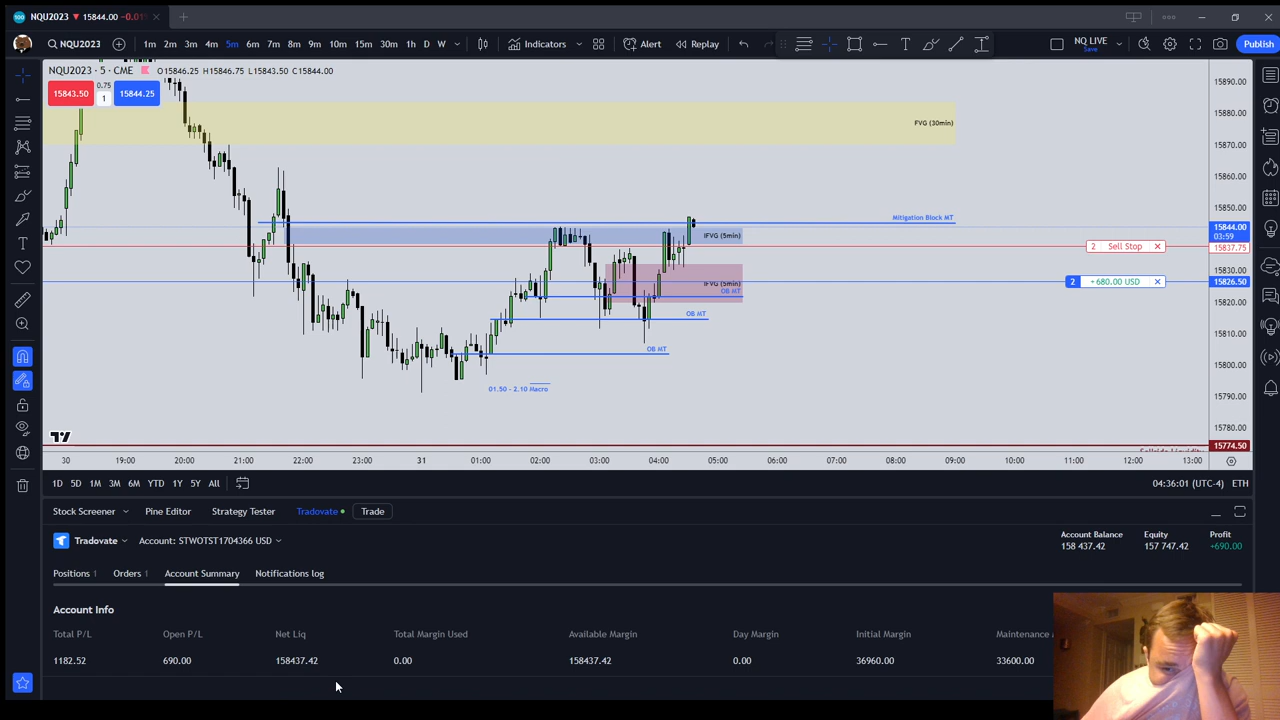 NQU2023 15844.00 -0.01
NQU2023 1m 2m 3m 4m 5m 6m 7m 8m 9m 10m 15m 30m 1h D W Indicators Alert Replay NQ LIVE Save Publish
NQU2023 · 5 · CME O15846.25 H15846.75 L15843.50 C15844.00
15843.50 0.75 1 15844.25
FVG (30min)
Mitigation Block MT
IFVG (5min)
IFVG (5min)
OB MT
OB MT
OB MT
01.50 - 2.10 Macro
2 Sell Stop
2 +680.00 USD
15890.00
15880.00
15870.00
15860.00
15850.00
15844.00
03:59
15837.75
15830.00
15826.50
15820.00
15810.00
15800.00
15790.00
15780.00
15774.50
30 19:00 20:00 21:00 22:00 23:00 31 01:00 02:00 03:00 04:00 05:00 06:00 07:00 08:00 09:00 10:00 11:00 12:00 13:00
1D 5D 1M 3M 6M YTD 1Y 5Y All 04:36:01 (UTC-4) ETH
Stock Screener Pine Editor Strategy Tester Tradovate Trade
Tradovate Account: STWOTST1704366 USD
Account Balance Equity Profit
158 437.42 157 747.42 +690.00
Positions 1 Orders 1 Account Summary Notifications log
Account Info
Total P/L Open P/L Net Liq Total Margin Used Available Margin Day Margin Initial Margin Maintenance
1182.52 690.00 158437.42 0.00 158437.42 0.00 36960.00 33600.00